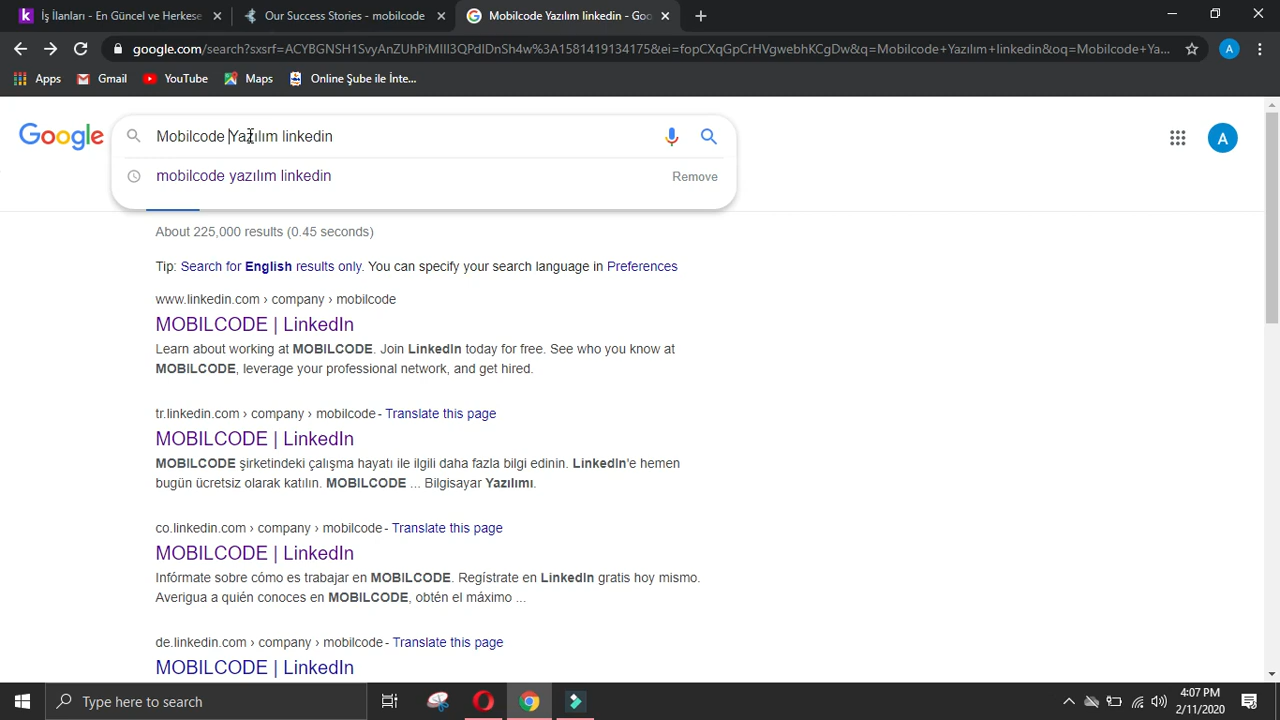 İş İlanları - En Güncel ve Herkese
Our Success Stories - mobilcode
Mobilcode Yazılım linkedin - Goo
google.com/search?sxsrf=ACYBGNSH1SvyAnZUhPiMIII3QPdIDnSh4w%3A1581419134175&ei=fopCXqGpCrHVgwebhKCgDw&q=Mobilcode+Yazılım+linkedin&oq=Mobilcode+Ya...
A
Apps
Gmail
YouTube
Maps
Online Şube ile İnte...
Google
Mobilcode Yazılım linkedin
A
mobilcode yazılım linkedin
Remove
About 225,000 results (0.45 seconds)
Tip: Search for English results only. You can specify your search language in Preferences
www.linkedin.com › company › mobilcode
MOBILCODE | LinkedIn
Learn about working at MOBILCODE. Join LinkedIn today for free. See who you know at
MOBILCODE, leverage your professional network, and get hired.
tr.linkedin.com › company › mobilcode - Translate this page
MOBILCODE | LinkedIn
MOBILCODE şirketindeki çalışma hayatı ile ilgili daha fazla bilgi edinin. LinkedIn'e hemen
bugün ücretsiz olarak katılın. MOBILCODE ... Bilgisayar Yazılımı.
co.linkedin.com › company › mobilcode - Translate this page
MOBILCODE | LinkedIn
Infórmate sobre cómo es trabajar en MOBILCODE. Regístrate en LinkedIn gratis hoy mismo.
Averigua a quién conoces en MOBILCODE, obtén el máximo ...
de.linkedin.com › company › mobilcode - Translate this page
MOBILCODE | LinkedIn
Type here to search
4:07 PM
2/11/2020